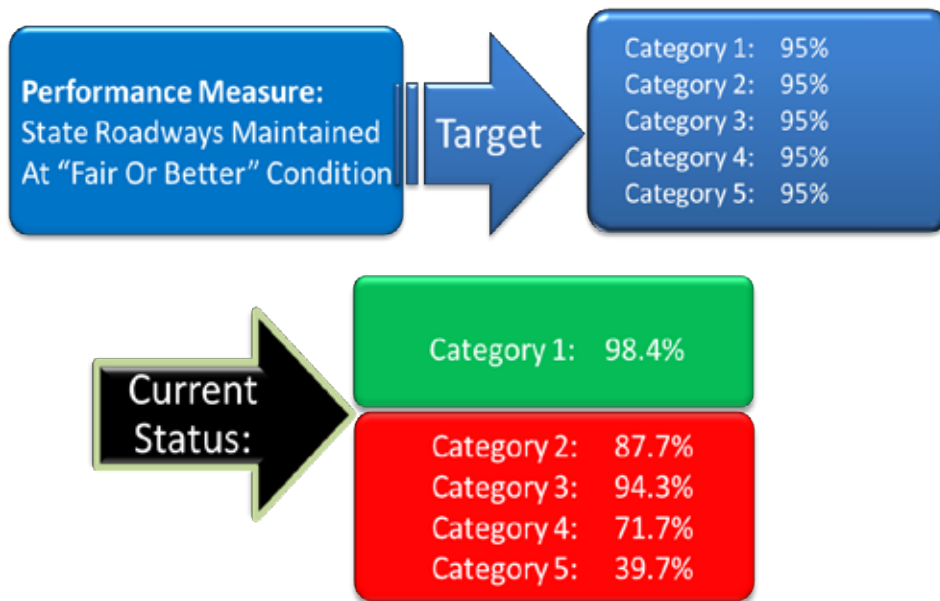 Performance Measure:
State Roadways Maintained
At “Fair Or Better” Condition
Target
Category 1: 95%
Category 2: 95%
Category 3: 95%
Category 4: 95%
Category 5: 95%
Current
Status:
Category 1: 98.4%
Category 2: 87.7%
Category 3: 94.3%
Category 4: 71.7%
Category 5: 39.7%